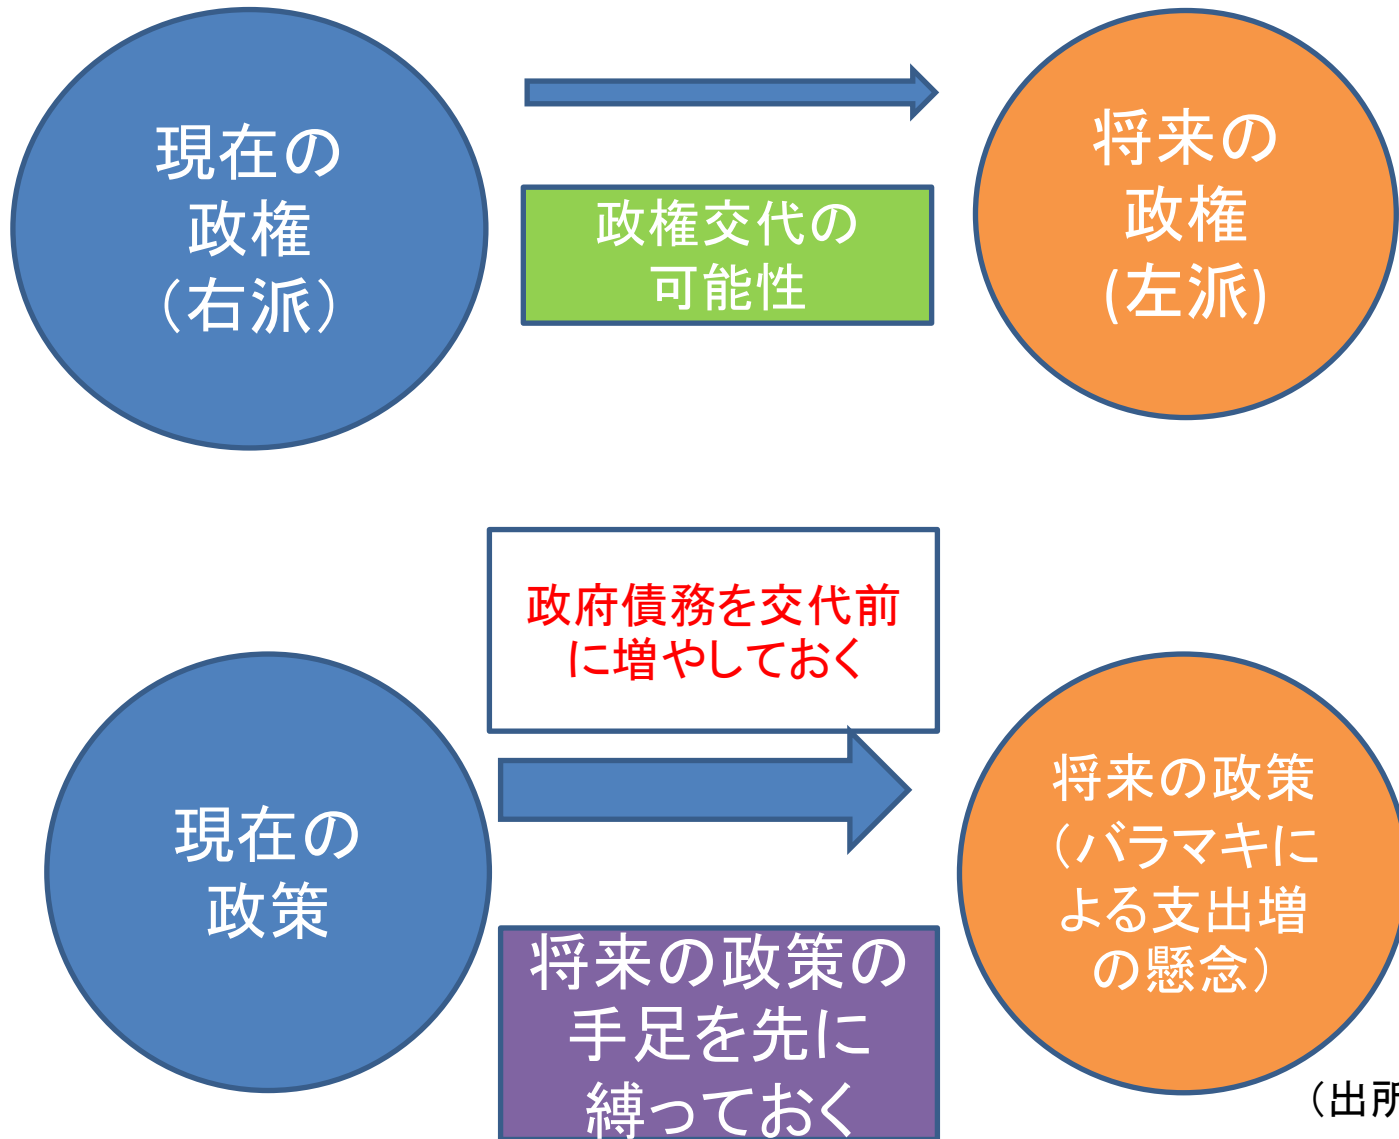 現在の
政権
（右派）
政権交代の
可能性
将来の
政権
(左派)
政府債務を交代前
に増やしておく
現在の
政策
将来の政策の
手足を先に
縛っておく
将来の政策
（バラマキに
よる支出増
の懸念）
（出所